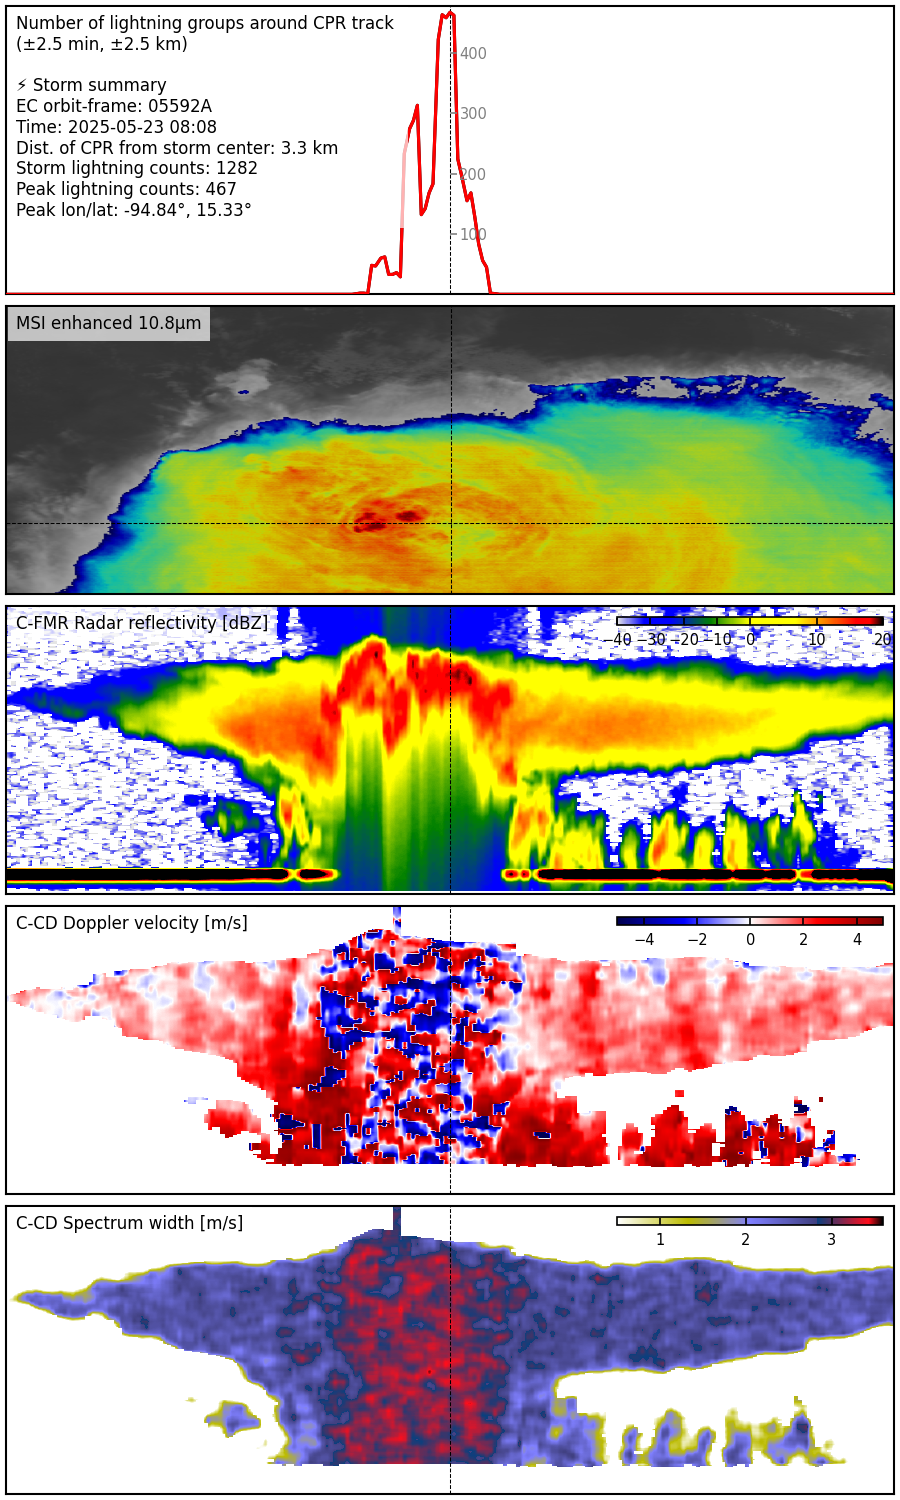 Number of lightning groups around CPR track
(±2.5 min, ±2.5 km)
⚡ Storm summary
EC orbit-frame: 05592A
Time: 2025-05-23 08:08
Dist. of CPR from storm center: 3.3 km
Storm lightning counts: 1282
Peak lightning counts: 467
Peak lon/lat: -94.84°, 15.33°
400
300
200
100
MSI enhanced 10.8µm
C-FMR Radar reflectivity [dBZ]
−40 −30 −20 −10 0 10 20
C-CD Doppler velocity [m/s]
−4 −2 0 2 4
C-CD Spectrum width [m/s]
1 2 3